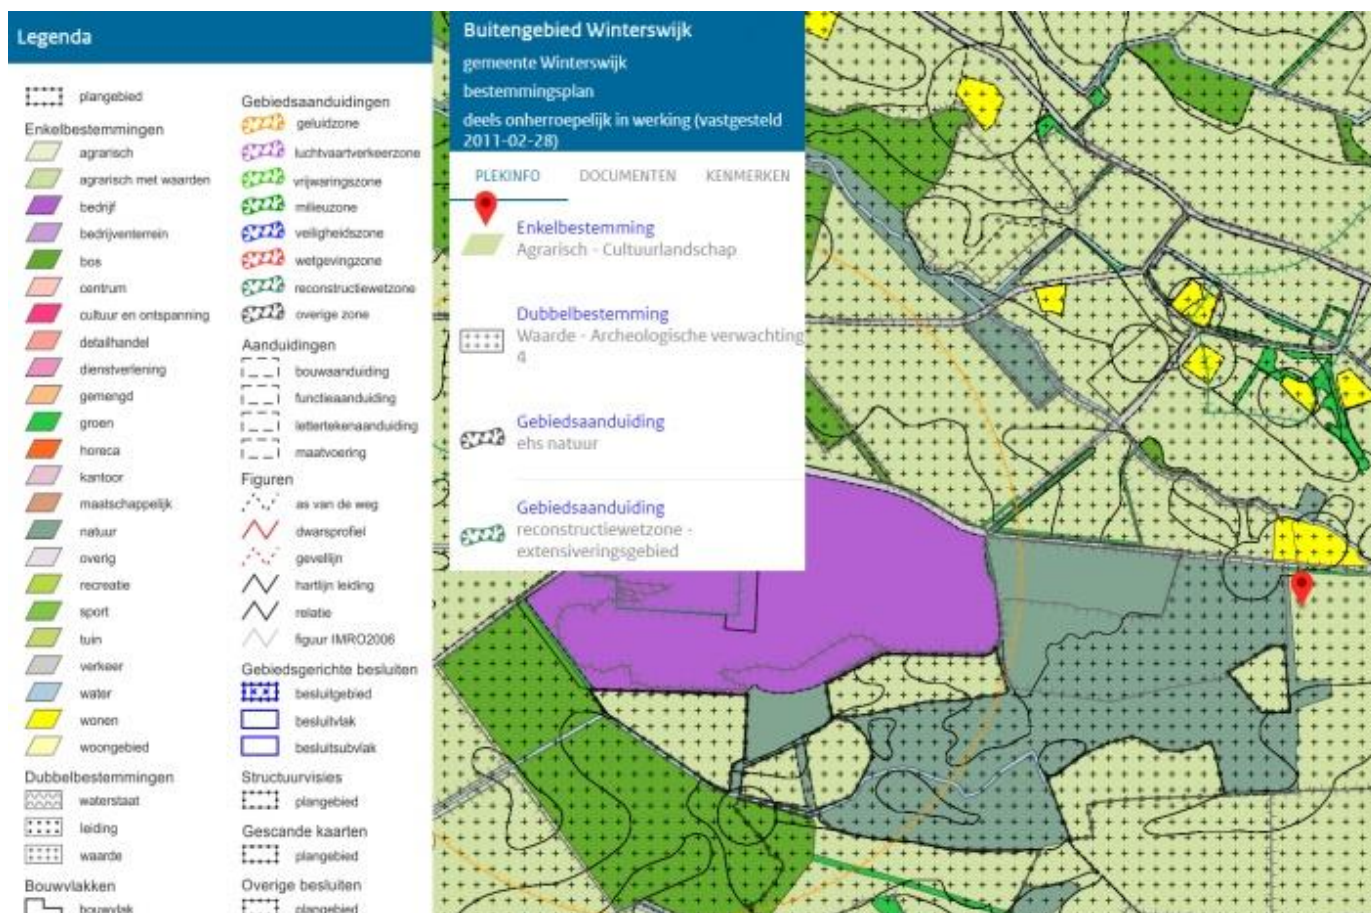 Legenda
plangebied
Enkelbestemmingen
agrarisch
agrarisch met waarden
bedrijf
bedrijventerrein
bos
centrum
cultuur en ontspanning
detailhandel
dienstverlening
gemengd
groen
horeca
kantoor
maatschappelijk
natuur
overig
recreatie
sport
tuin
verkeer
water
wonen
woongebied
Dubbelbestemmingen
waterstaat
leiding
waarde
Bouwvlakken
bouwvlak
Gebiedsaanduidingen
geluidzone
luchtvaartverkeerzone
vrijwaringszone
milieuzone
veiligheidszone
wetgevingzone
reconstructiewetzone
overige zone
Aanduidingen
bouwaanduiding
functieaanduiding
lettertekenaanduiding
maatvoering
Figuren
as van de weg
dwarsprofiel
gevellijn
hartlijn leiding
relatie
figuur IMRO2006
Gebiedsgerichte besluiten
besluitgebied
besluitvlak
besluitsubvlak
Structuurvisies
plangebied
Gescande kaarten
plangebied
Overige besluiten
plangebied
Buitengebied Winterswijk
gemeente Winterswijk
bestemmingsplan
deels onherroepelijk in werking (vastgesteld
2011-02-28)
PLEKINFO DOCUMENTEN KENMERKEN
Enkelbestemming
Agrarisch - Cultuurlandschap
Dubbelbestemming
Waarde - Archeologische verwachting
4
Gebiedsaanduiding
ehs natuur
Gebiedsaanduiding
reconstructiewetzone -
extensiveringsgebied